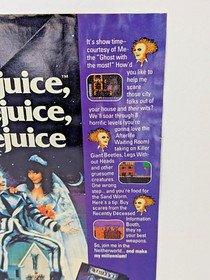 juice,™
juice,
juice
It's show time-
courtesy of Me-
the "Ghost with
the most!" How'd
you like to
help me
scare
those city
folks out of
your house and their wits?
We'll soar through 8
horrific levels you're
gonna love the
Afterlife
Waiting Room!
taking on Killer
Giant Beetles, Legs With-
out Heads
and other
gruesome
creatures.
One wrong
step... and you're food for
the Sand Worm.
Here's a tip: Buy
scares from the
Recently Deceased
Information
Booth,
they're
your best
weapons.
So, join me in the
Netherworld... and make
my millennium!